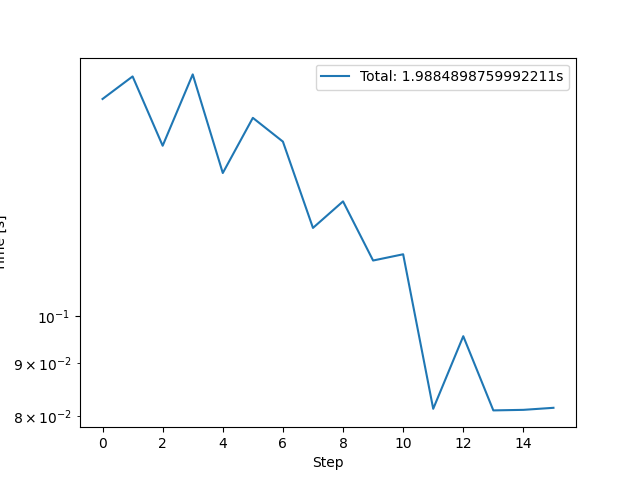 Total: 1.9884898759992211s
Time [s]
10⁻¹
9 × 10⁻²
8 × 10⁻²
0 2 4 6 8 10 12 14
Step